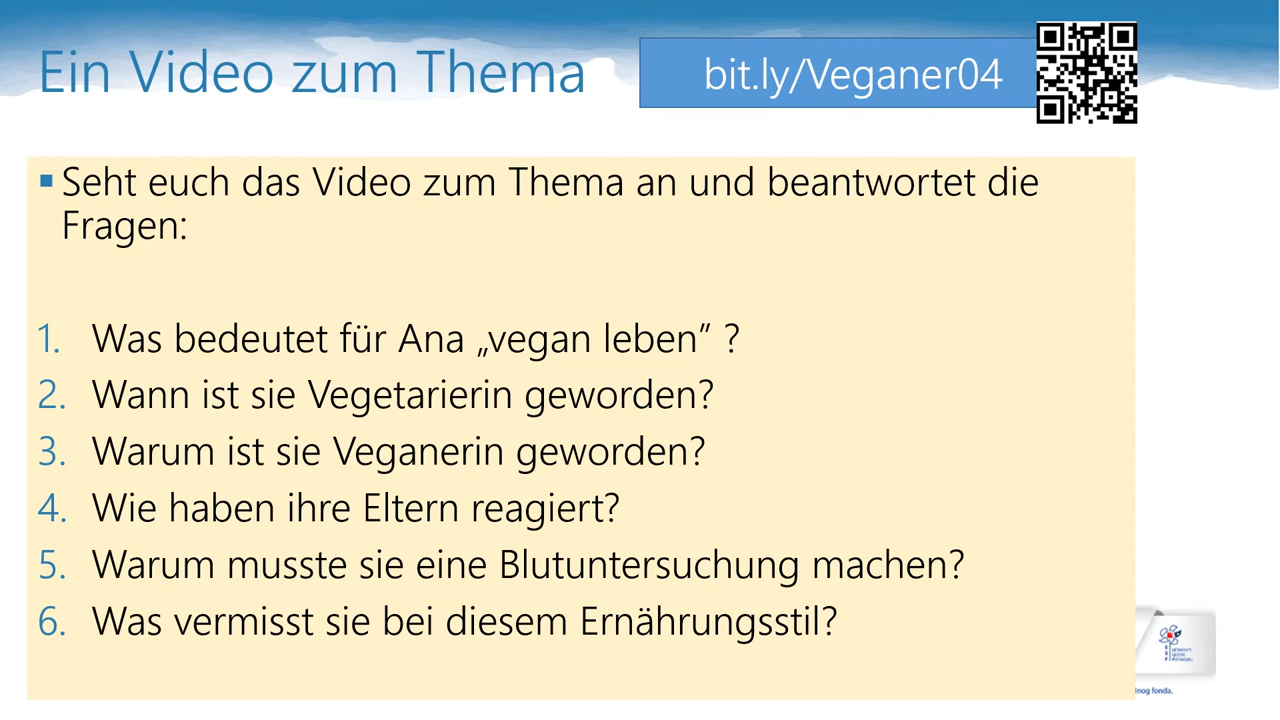 Ein Video zum Thema
bit.ly/Veganer04
▪ Seht euch das Video zum Thema an und beantwortet die
Fragen:
1. Was bedeutet für Ana „vegan leben” ?
2. Wann ist sie Vegetarierin geworden?
3. Warum ist sie Veganerin geworden?
4. Wie haben ihre Eltern reagiert?
5. Warum musste sie eine Blutuntersuchung machen?
6. Was vermisst sie bei diesem Ernährungsstil?
nog fonda.